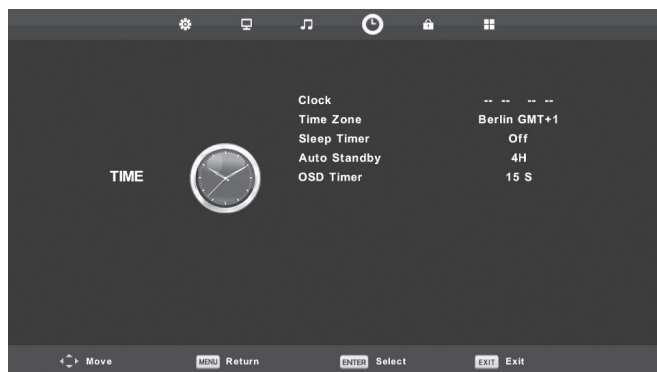 Clock -- -- -- --
Time Zone Berlin GMT+1
Sleep Timer Off
Auto Standby 4H
TIME
OSD Timer 15 S
Move MENU Return ENTER Select EXIT Exit